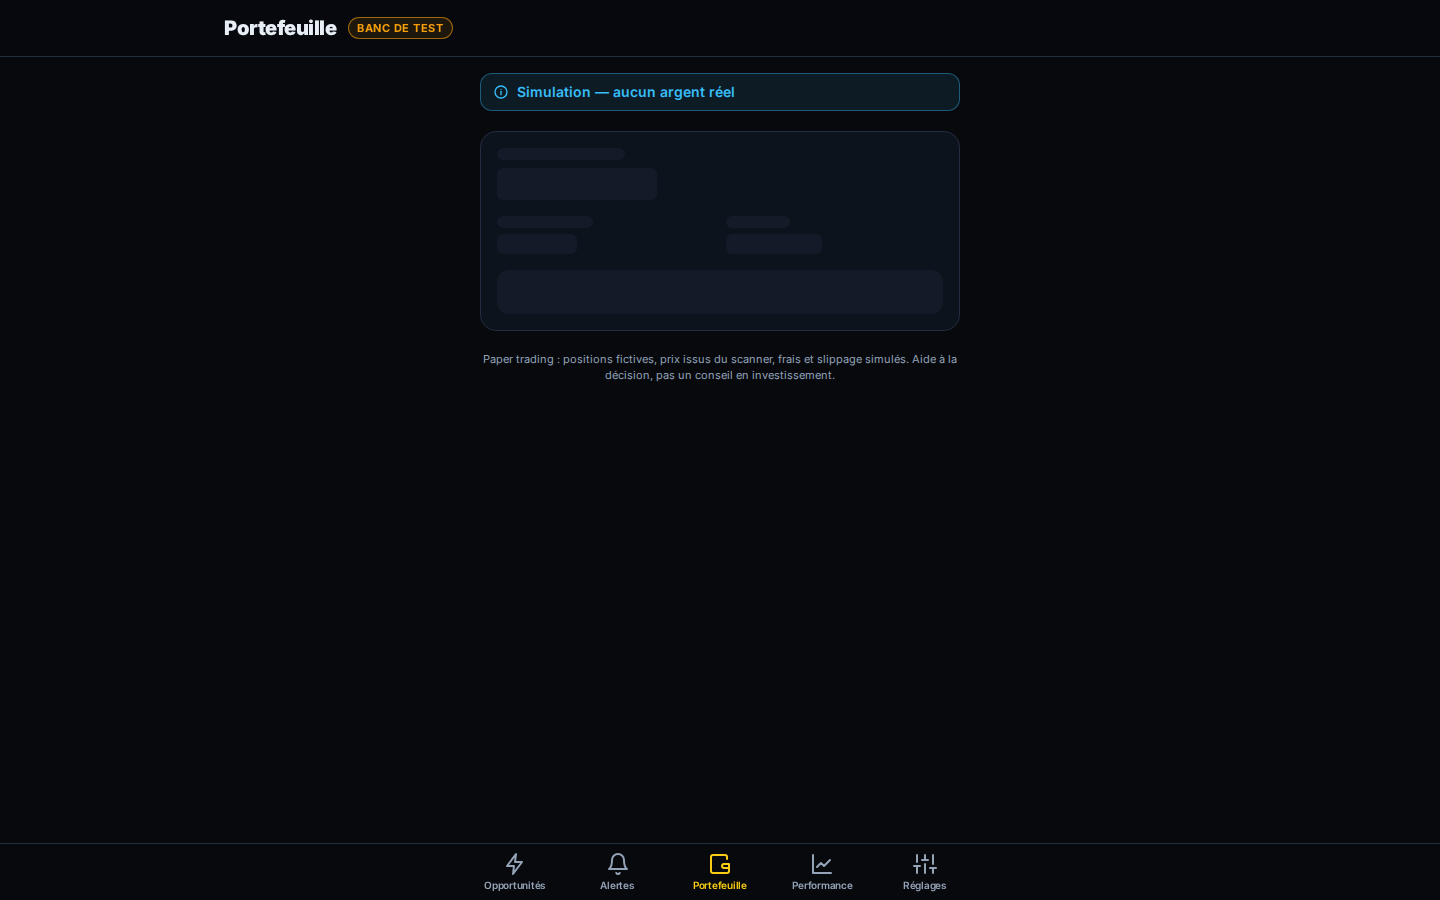 Portefeuille
BANC DE TEST
Simulation — aucun argent réel
Paper trading : positions fictives, prix issus du scanner, frais et slippage simulés. Aide à la
décision, pas un conseil en investissement.
Opportunités
Alertes
Portefeuille
Performance
Réglages